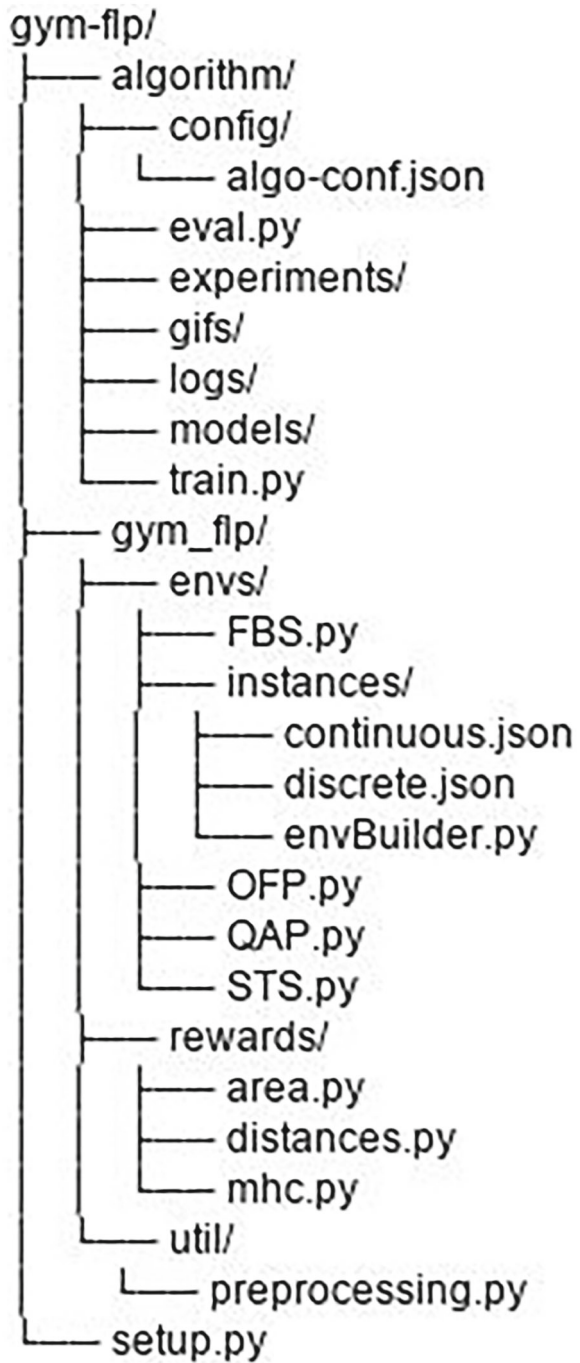 gym-flp/
algorithm/
config/
algo-conf.json
eval.py
experiments/
gifs/
logs/
models/
train.py
gym_flp/
envs/
FBS.py
instances/
continuous.json
discrete.json
envBuilder.py
OFP.py
QAP.py
STS.py
rewards/
area.py
distances.py
mhc.py
util/
preprocessing.py
setup.py